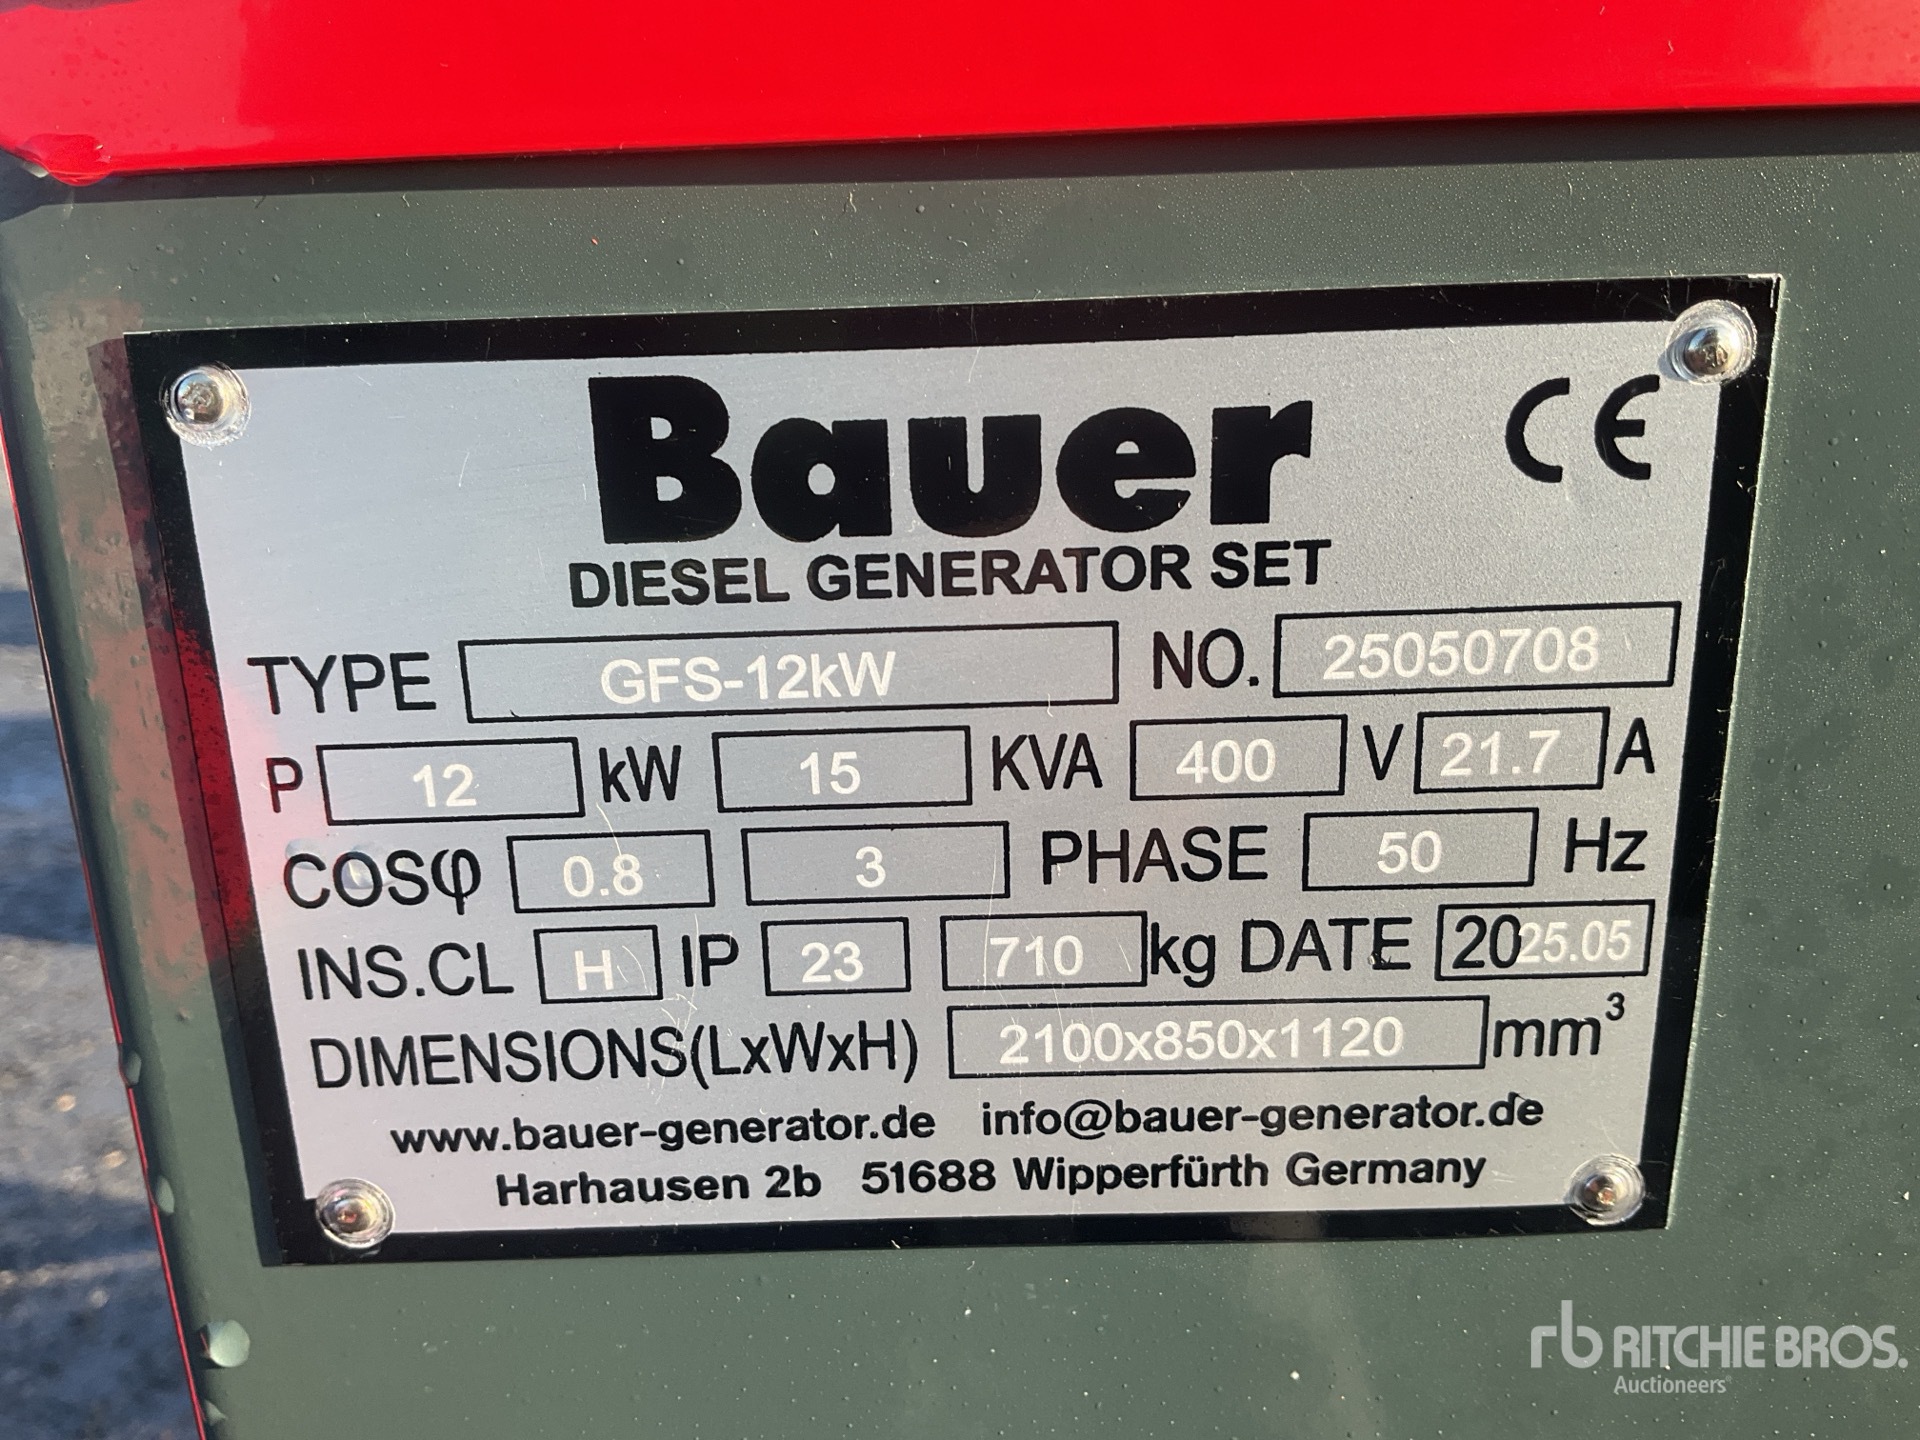 Bauer CE
DIESEL GENERATOR SET
TYPE GFS-12kW NO. 25050708
P 12 kW 15 KVA 400 V 21.7 A
COSφ 0.8 3 PHASE 50 Hz
INS.CL H IP 23 710 kg DATE 2025.05
DIMENSIONS(LxWxH) 2100x850x1120 mm³
www.bauer-generator.de info@bauer-generator.de
Harhausen 2b 51688 Wipperfürth Germany
rb RITCHIE BROS.
Auctioneers